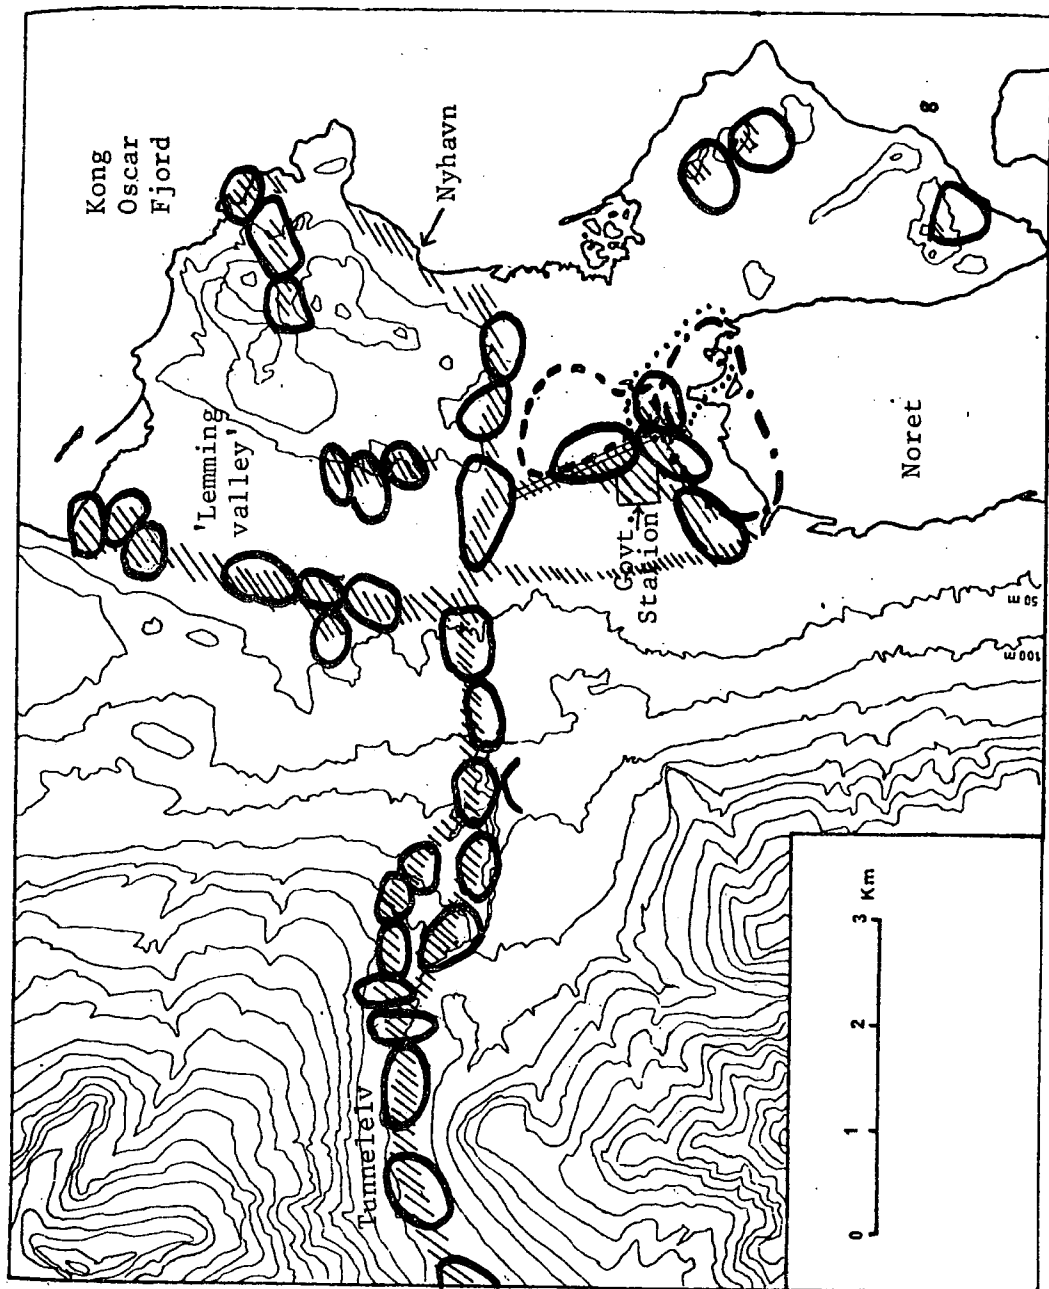 Kong
Oscar
Fjord
Nyhavn
8
'Lemming
valley'
Govt.
Station
Noret
50 m
100 m
Tunnelelv
0 1 2 3 Km